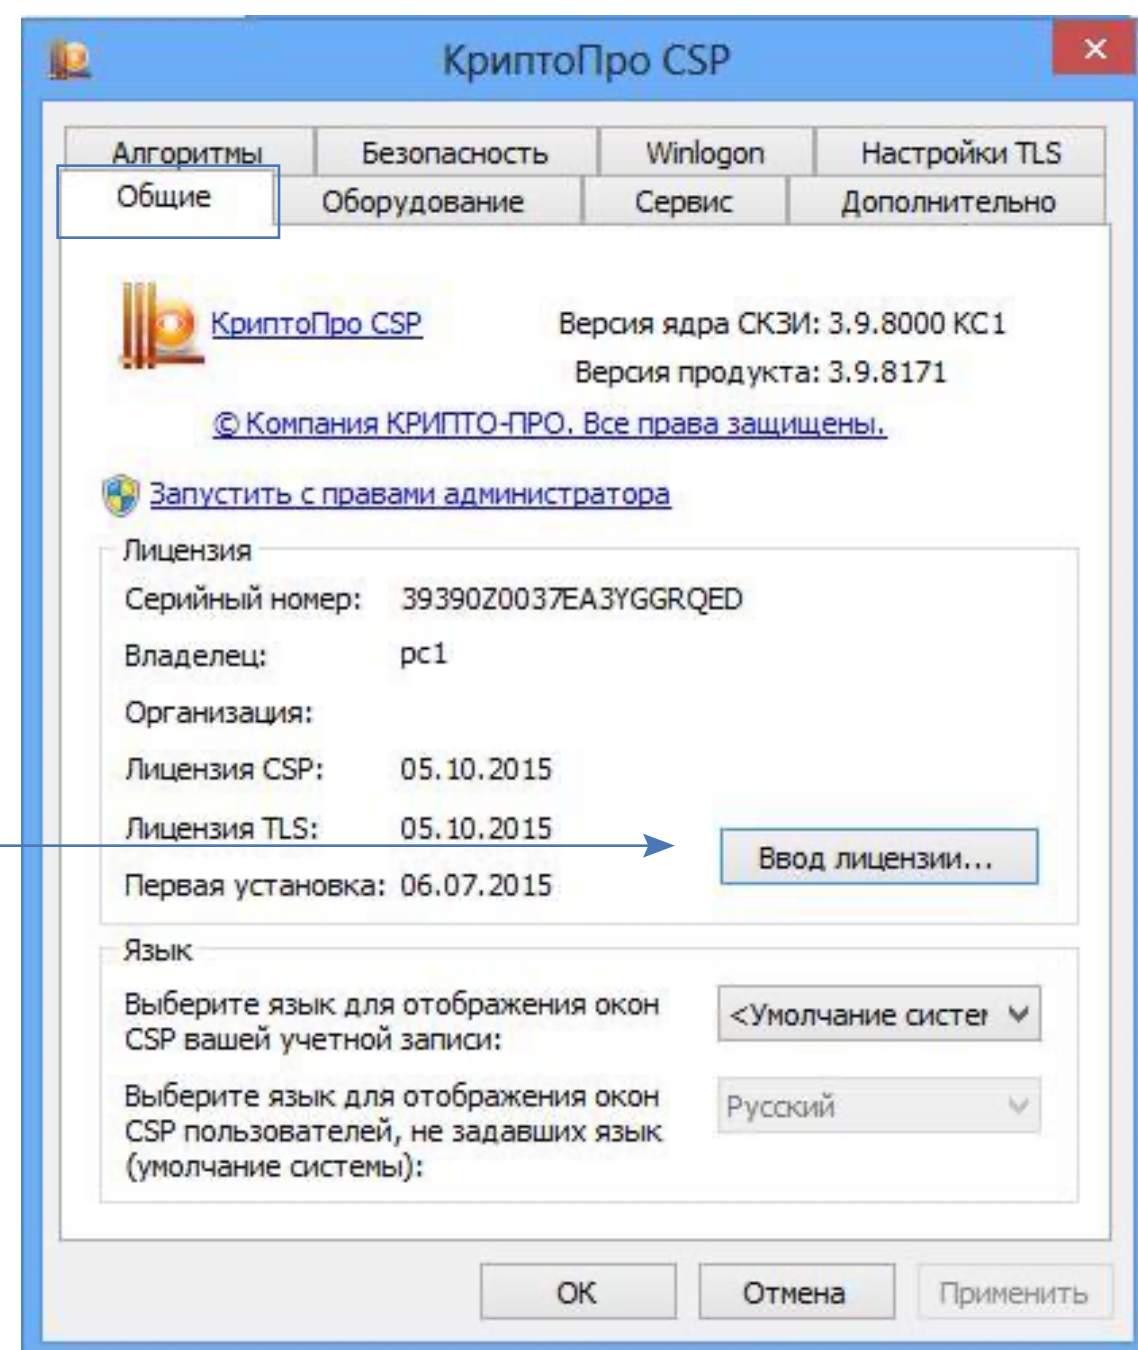 КриптоПро CSP
Алгоритмы Безопасность Winlogon Настройки TLS
Общие Оборудование Сервис Дополнительно
КриптоПро CSP Версия ядра СКЗИ: 3.9.8000 КС1
Версия продукта: 3.9.8171
© Компания КРИПТО-ПРО. Все права защищены.
Запустить с правами администратора
Лицензия
Серийный номер: 39390Z0037EA3YGGRQED
Владелец: pc1
Организация:
Лицензия CSP: 05.10.2015
Лицензия TLS: 05.10.2015
Ввод лицензии...
Первая установка: 06.07.2015
Язык
Выберите язык для отображения окон
CSP вашей учетной записи:
<Умолчание систе
Выберите язык для отображения окон
CSP пользователей, не задавших язык
(умолчание системы):
Русский
ОК Отмена Применить